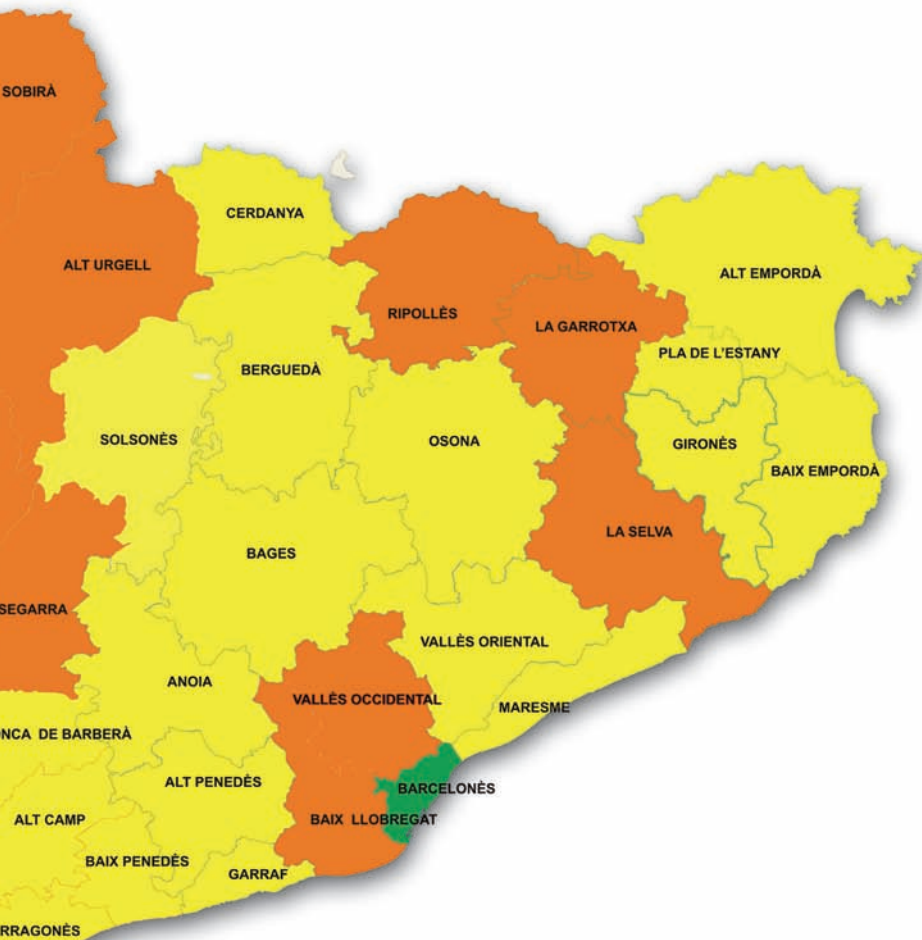 SOBIRÀ
CERDANYA
ALT URGELL
ALT EMPORDÀ
RIPOLLÈS
LA GARROTXA
PLA DE L'ESTANY
BERGUEDÀ
SOLSONÈS
OSONA
GIRONÈS
BAIX EMPORDÀ
LA SELVA
BAGES
SEGARRA
VALLÈS ORIENTAL
ANOIA
VALLÈS OCCIDENTAL
MARESME
NCA DE BARBERÀ
ALT PENEDÈS
BARCELONÈS
ALT CAMP
BAIX LLOBREGAT
BAIX PENEDÈS
GARRAF
RRAGONÈS